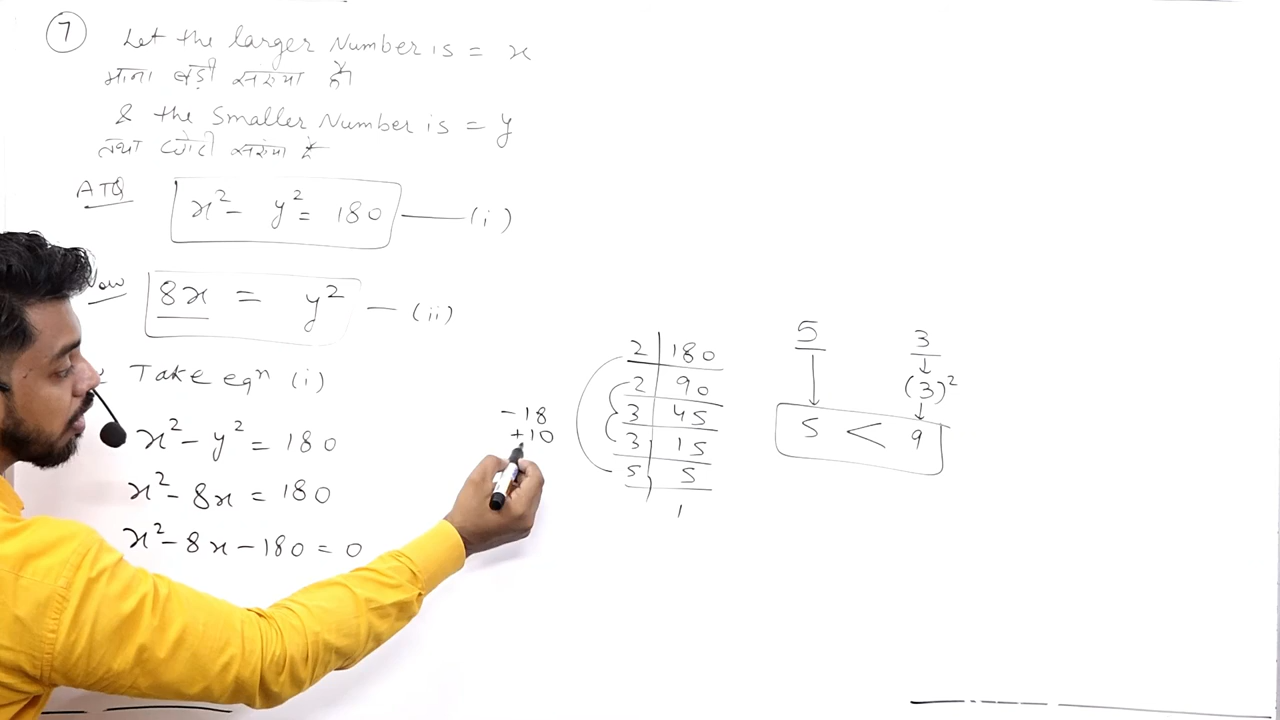 7
Let the larger Number is = x
माना बड़ी संख्या है
& the Smaller Number is = y
तथा छोटी संख्या है
ATQ
x² - y² = 180 —— (i)
Now
8x = y² — (ii)
Take eqn (i)
x² - y² = 180
x² - 8x = 180
x² - 8x - 180 = 0
-18
+10
2 | 180
2 | 90
3 | 45
3 | 15
5 | 5
1
5 3
↓ ↓
(3)²
↓
5 < 9